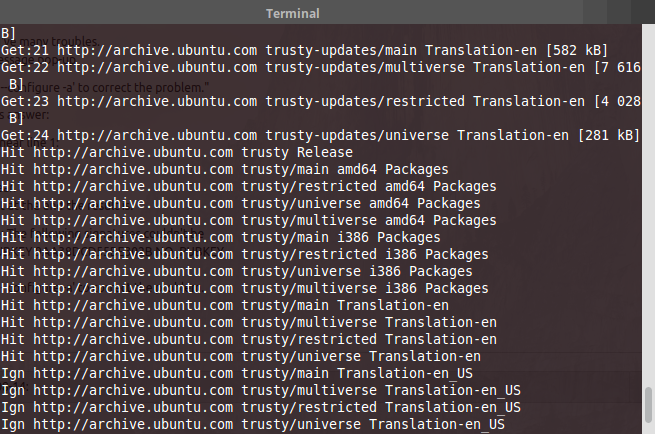 Terminal
B]
Get:21 http://archive.ubuntu.com trusty-updates/main Translation-en [582 kB]
Get:22 http://archive.ubuntu.com trusty-updates/multiverse Translation-en [7 616
 B]
Get:23 http://archive.ubuntu.com trusty-updates/restricted Translation-en [4 028
 B]
Get:24 http://archive.ubuntu.com trusty-updates/universe Translation-en [281 kB]
Hit http://archive.ubuntu.com trusty Release
Hit http://archive.ubuntu.com trusty/main amd64 Packages
Hit http://archive.ubuntu.com trusty/restricted amd64 Packages
Hit http://archive.ubuntu.com trusty/universe amd64 Packages
Hit http://archive.ubuntu.com trusty/multiverse amd64 Packages
Hit http://archive.ubuntu.com trusty/main i386 Packages
Hit http://archive.ubuntu.com trusty/restricted i386 Packages
Hit http://archive.ubuntu.com trusty/universe i386 Packages
Hit http://archive.ubuntu.com trusty/multiverse i386 Packages
Hit http://archive.ubuntu.com trusty/main Translation-en
Hit http://archive.ubuntu.com trusty/multiverse Translation-en
Hit http://archive.ubuntu.com trusty/restricted Translation-en
Hit http://archive.ubuntu.com trusty/universe Translation-en
Ign http://archive.ubuntu.com trusty/main Translation-en_US
Ign http://archive.ubuntu.com trusty/multiverse Translation-en_US
Ign http://archive.ubuntu.com trusty/restricted Translation-en_US
Ign http://archive.ubuntu.com trusty/universe Translation-en_US